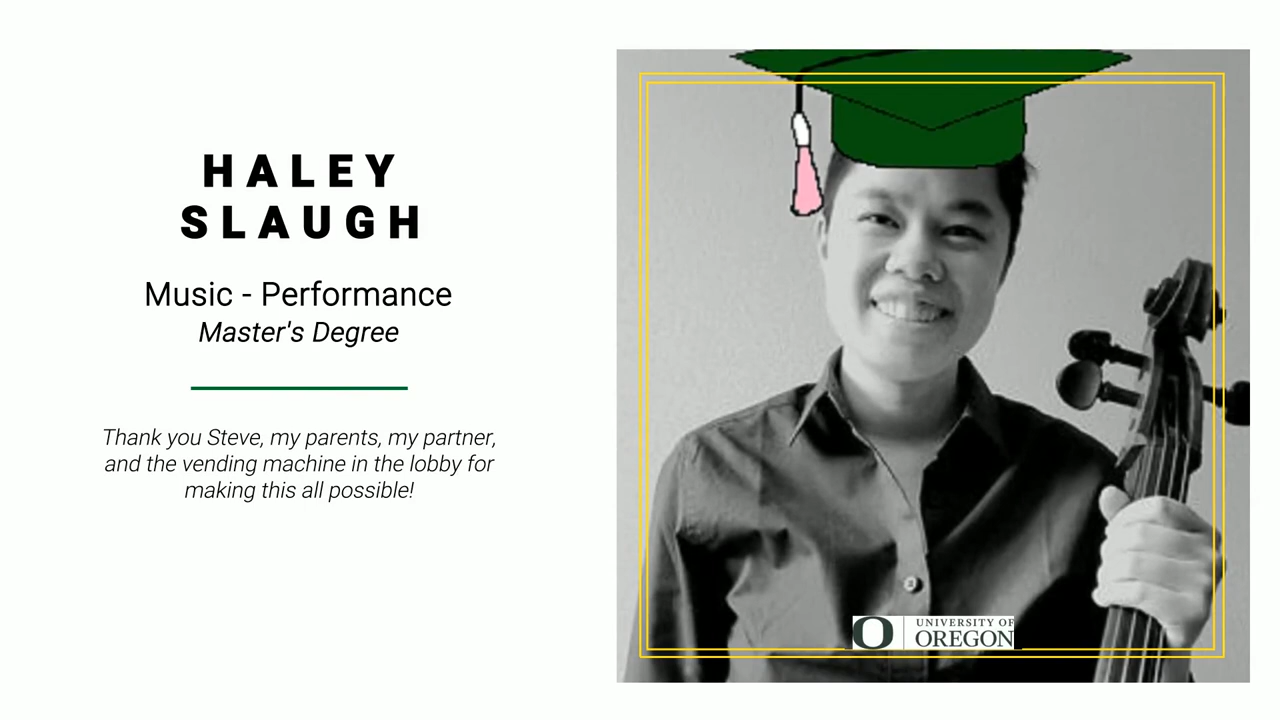 HALEY
SLAUGH
Music - Performance
Master's Degree
Thank you Steve, my parents, my partner,
and the vending machine in the lobby for
making this all possible!
O UNIVERSITY OF
OREGON